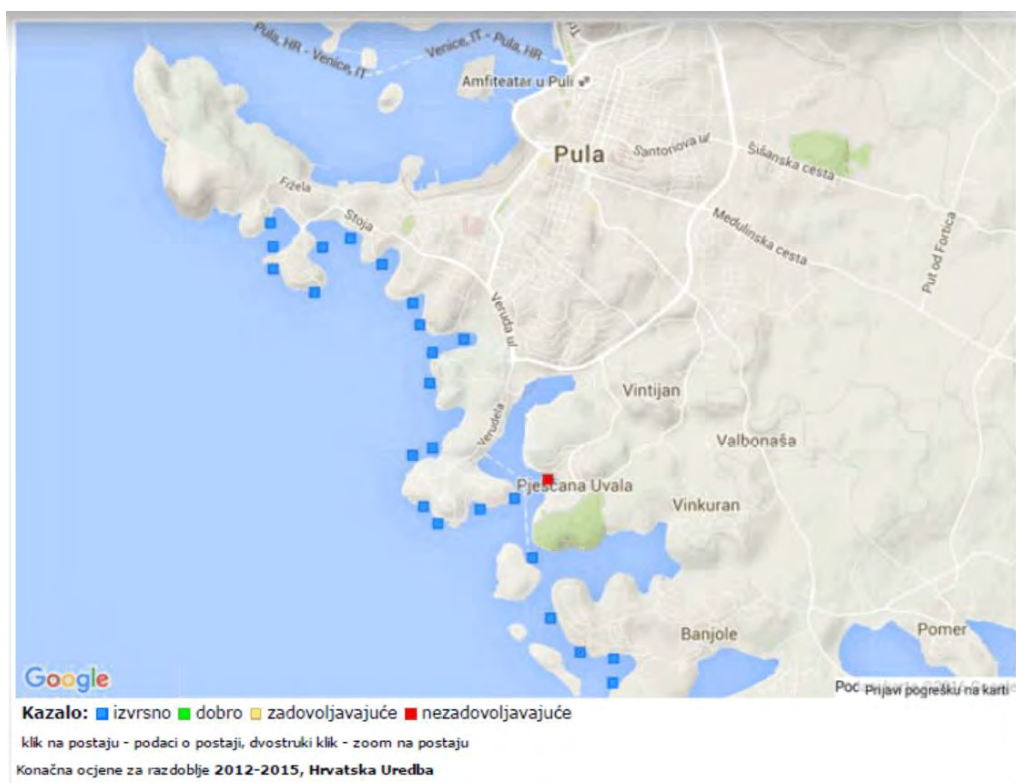 Pula, HR - Venice, IT
Venice, IT - Pula, HR
Amfiteatar u Puli
Pula
Santoriova ul
Šišanska cesta
Fržela
Stoja
Medulinska cesta
Put od Fortica
Veruda ul
Vintijan
Verudela
Valbonaša
Pješčana Uvala
Vinkuran
Banjole
Pomer
Google
Prijavi pogrešku na karti
Kazalo: izvrsno dobro zadovoljavajuće nezadovoljavajuće
klik na postaju - podaci o postaji, dvostruki klik - zoom na postaju
Konačna ocjene za razdoblje 2012-2015, Hrvatska Uredba